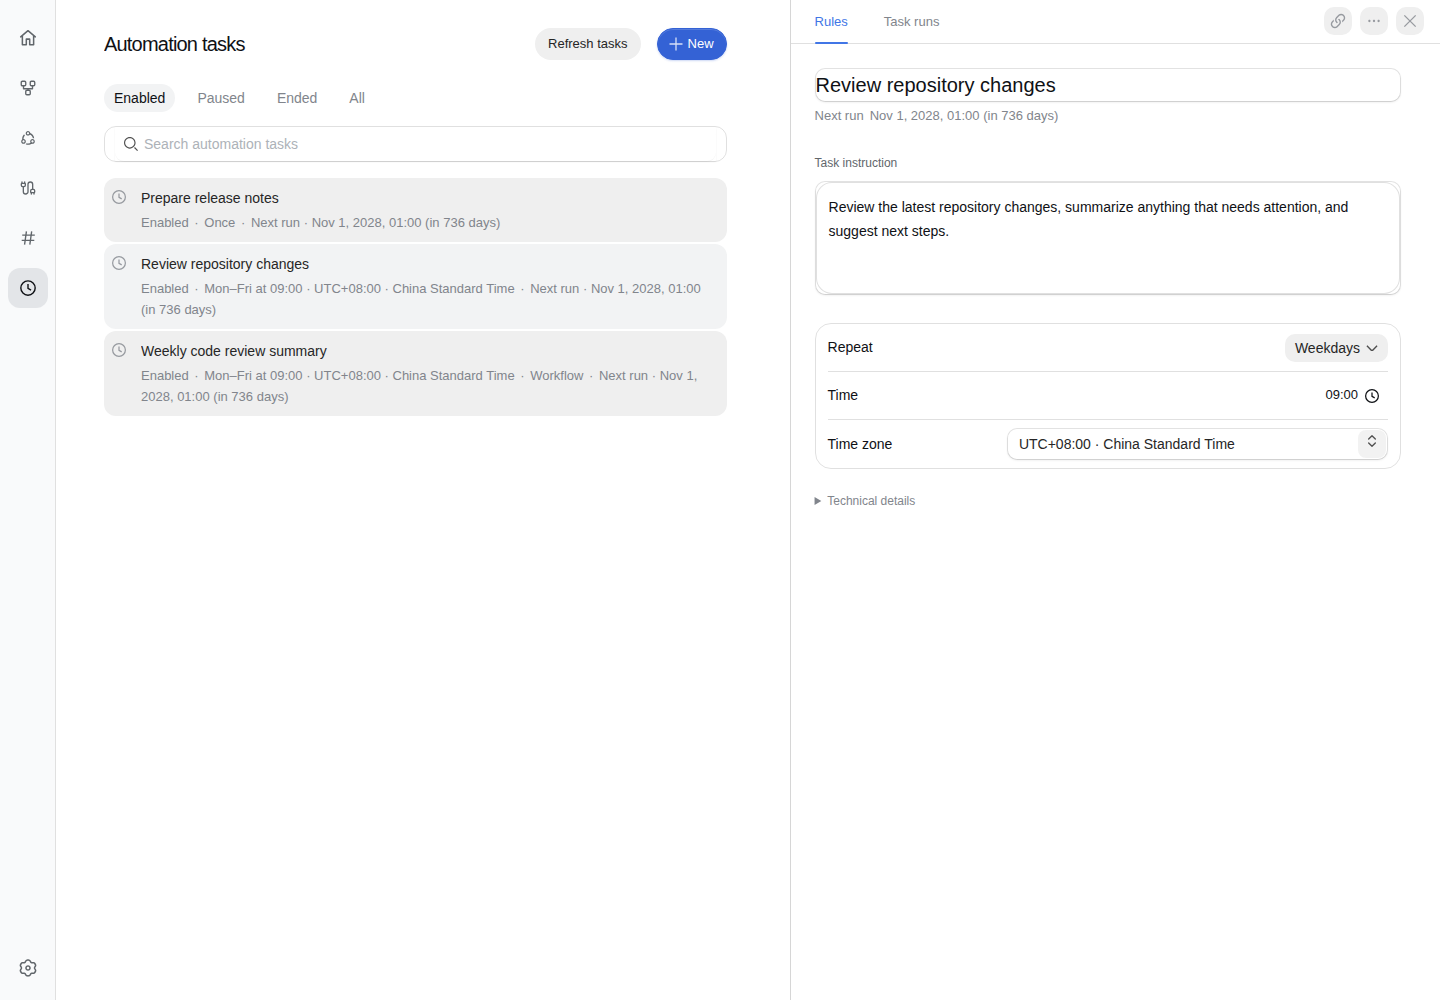 Automation tasks
Refresh tasks
New
Enabled
Paused
Ended
All
Search automation tasks
Prepare release notes
Enabled · Once · Next run · Nov 1, 2028, 01:00 (in 736 days)
Review repository changes
Enabled · Mon–Fri at 09:00 · UTC+08:00 · China Standard Time · Next run · Nov 1, 2028, 01:00
(in 736 days)
Weekly code review summary
Enabled · Mon–Fri at 09:00 · UTC+08:00 · China Standard Time · Workflow · Next run · Nov 1,
2028, 01:00 (in 736 days)
Rules
Task runs
Review repository changes
Next run Nov 1, 2028, 01:00 (in 736 days)
Task instruction
Review the latest repository changes, summarize anything that needs attention, and
suggest next steps.
Repeat
Weekdays
Time
09:00
Time zone
UTC+08:00 · China Standard Time
Technical details